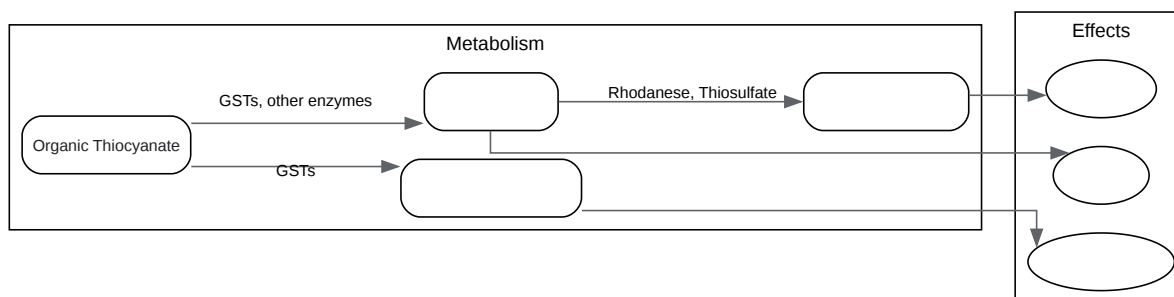 Metabolism
Effects
GSTs, other enzymes
Rhodanese, Thiosulfate
Organic Thiocyanate
GSTs